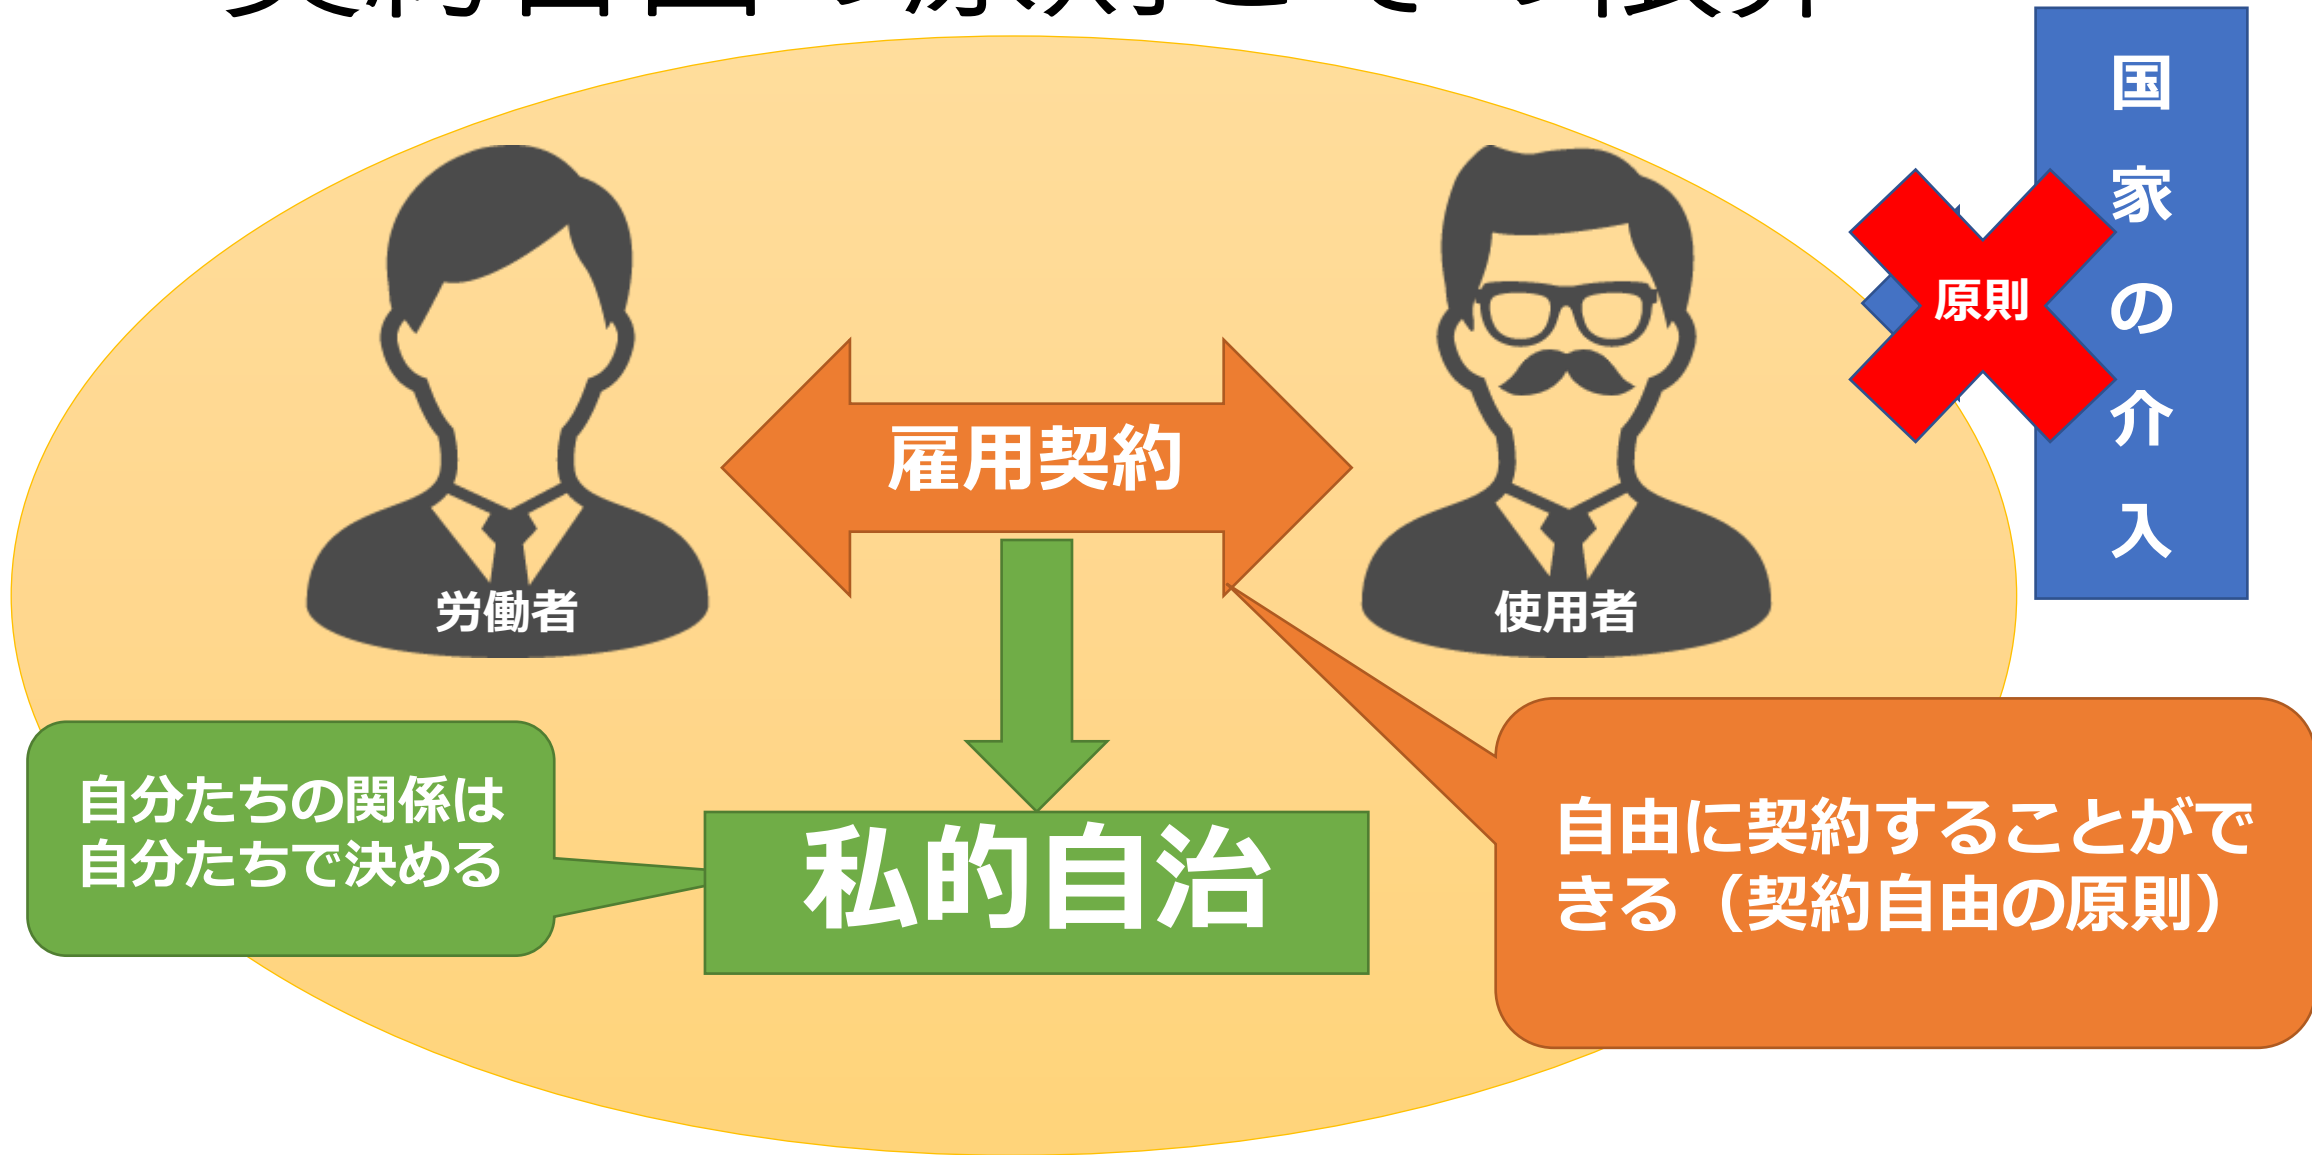 国家の介入
原則
雇用契約
労働者
使用者
自分たちの関係は
自分たちで決める
私的自治
自由に契約することがで
きる（契約自由の原則）